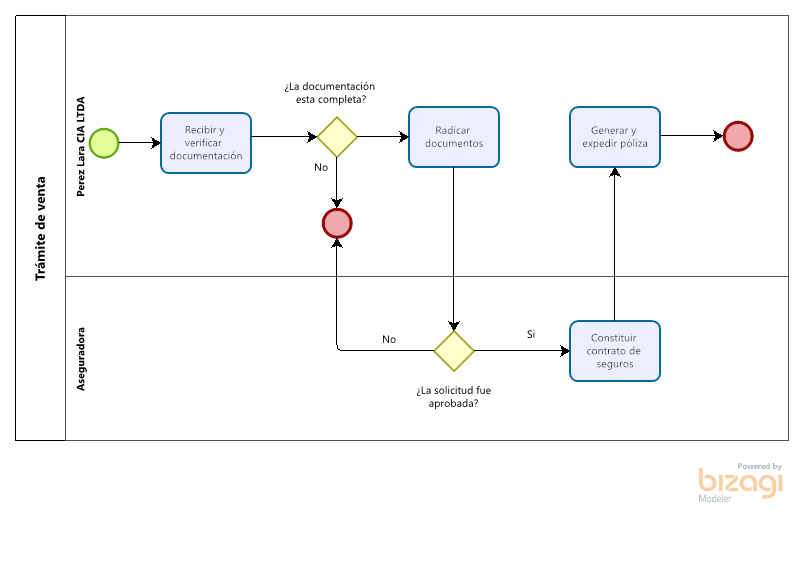 Trámite de venta
Perez Lara CIA LTDA
¿La documentación
esta completa?
Recibir y
verificar
documentación
Radicar
documentos
Generar y
expedir póliza
No
Aseguradora
No
Si
Constituir
contrato de
seguros
¿La solicitud fue
aprobada?
Powered by
bizagi
Modeler